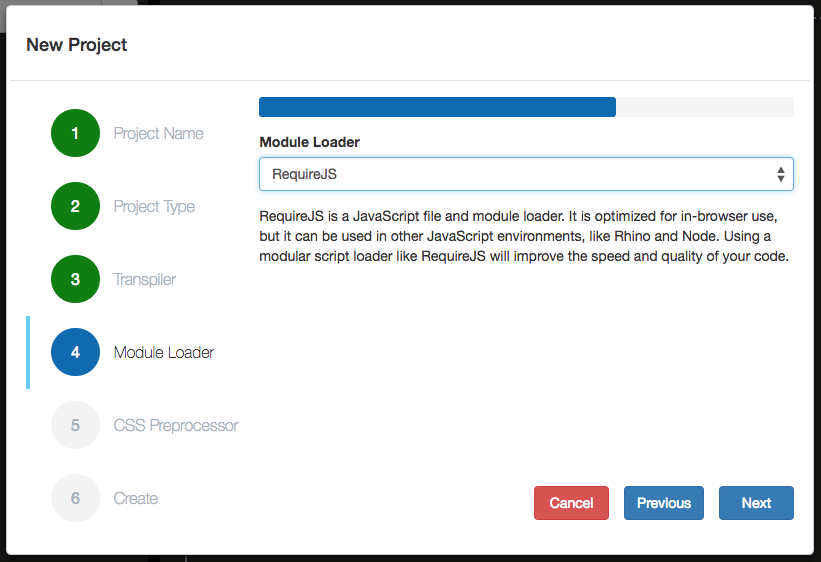 New Project
1 Project Name
2 Project Type
3 Transpiler
4 Module Loader
5 CSS Preprocessor
6 Create
Module Loader
RequireJS
RequireJS is a JavaScript file and module loader. It is optimized for in-browser use,
but it can be used in other JavaScript environments, like Rhino and Node. Using a
modular script loader like RequireJS will improve the speed and quality of your code.
Cancel Previous Next